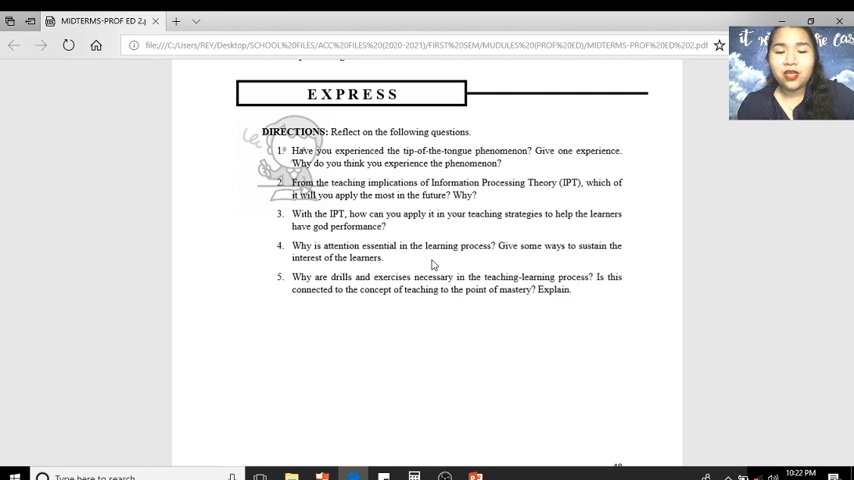 MIDTERMS-PROF ED 2.p
file:///C:/Users/REY/Desktop/SCHOOL%20FILES/ACC%20FILES%20(2020-2021)/FIRST%20SEM/MUDULES%20(PROF%20ED)/MIDTERMS-PROF%20ED%202.pdf
EXPRESS
DIRECTIONS: Reflect on the following questions.
1. Have you experienced the tip-of-the-tongue phenomenon? Give one experience.
Why do you think you experience the phenomenon?
2. From the teaching implications of Information Processing Theory (IPT), which of
it will you apply the most in the future? Why?
3. With the IPT, how can you apply it in your teaching strategies to help the learners
have god performance?
4. Why is attention essential in the learning process? Give some ways to sustain the
interest of the learners.
5. Why are drills and exercises necessary in the teaching-learning process? Is this
connected to the concept of teaching to the point of mastery? Explain.
Type here to search
10:22 PM